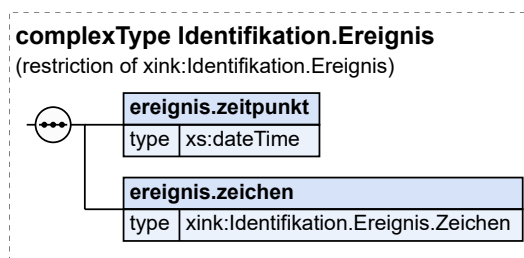 complexType Identifikation.Ereignis
(restriction of xink:Identifikation.Ereignis)
ereignis.zeitpunkt
type xs:dateTime
ereignis.zeichen
type xink:Identifikation.Ereignis.Zeichen